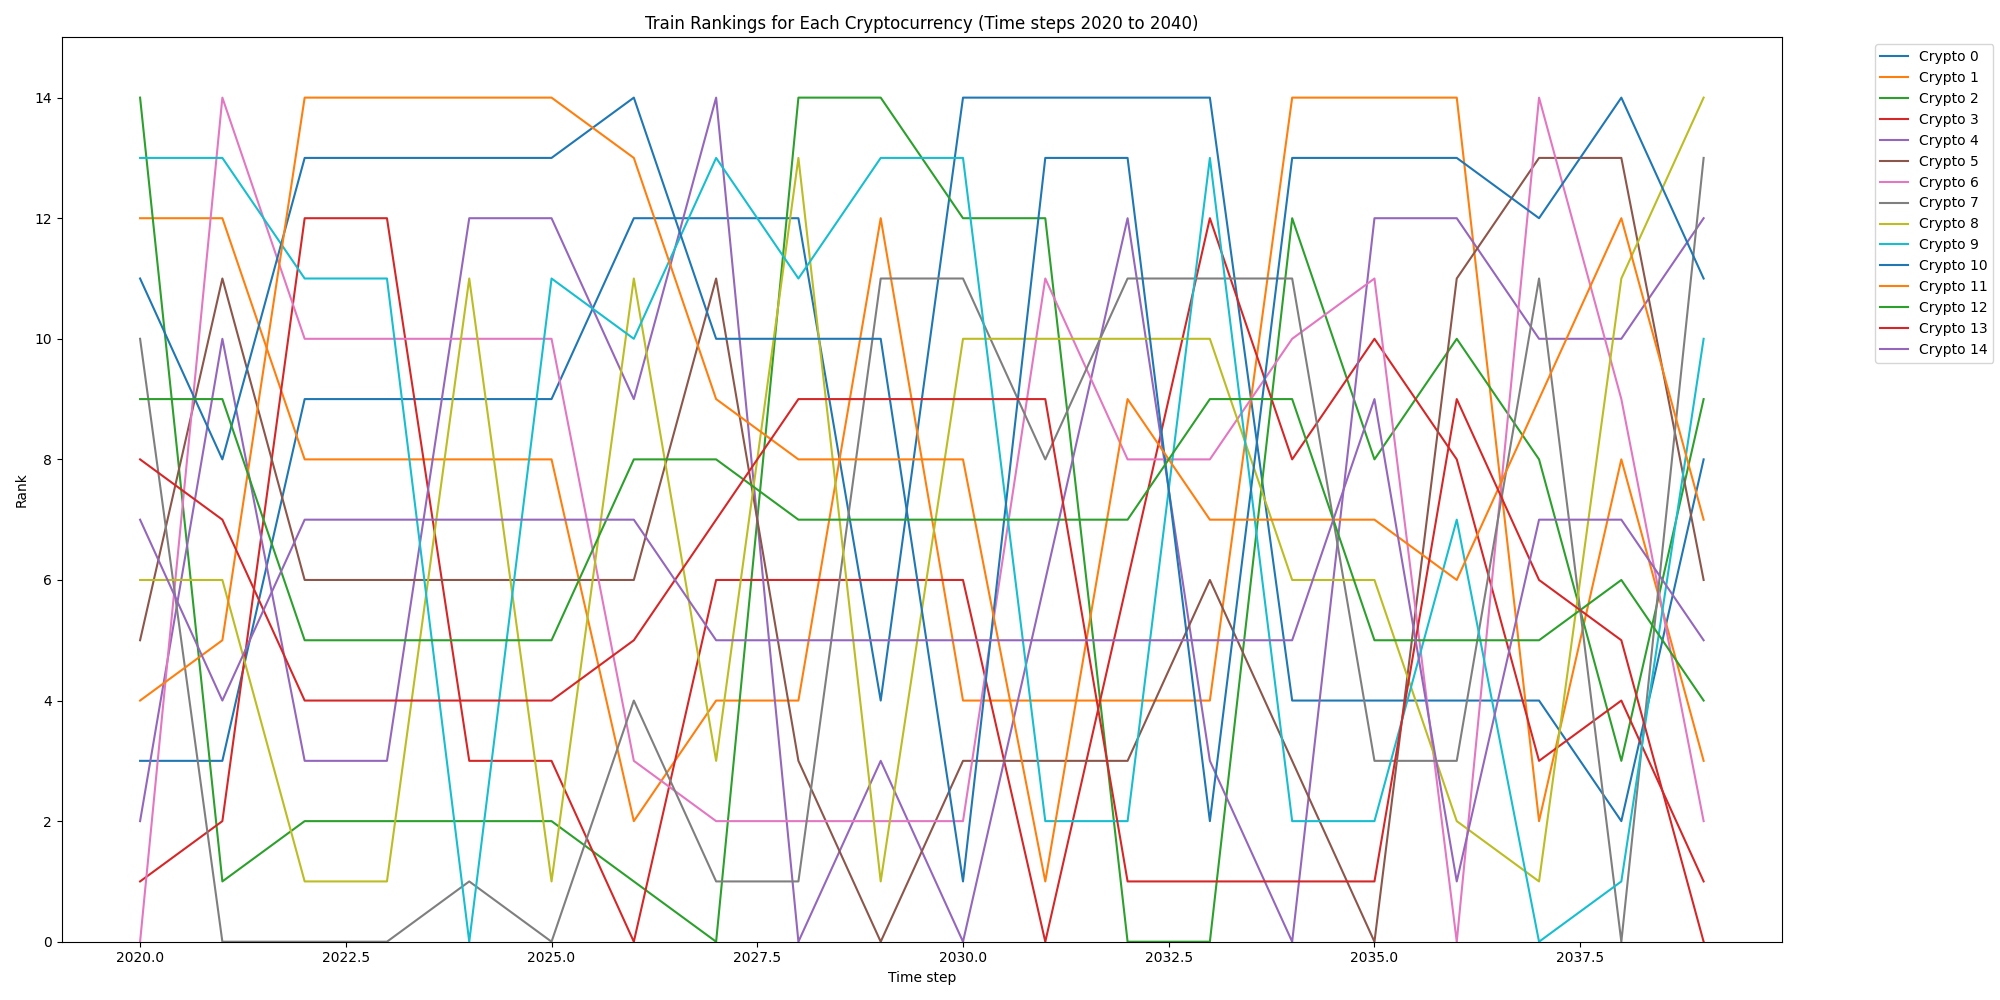 Train Rankings for Each Cryptocurrency (Time steps 2020 to 2040)
Rank
14
12
10
8
6
4
2
0
2020.0 2022.5 2025.0 2027.5 2030.0 2032.5 2035.0 2037.5
Time step
Crypto 0
Crypto 1
Crypto 2
Crypto 3
Crypto 4
Crypto 5
Crypto 6
Crypto 7
Crypto 8
Crypto 9
Crypto 10
Crypto 11
Crypto 12
Crypto 13
Crypto 14